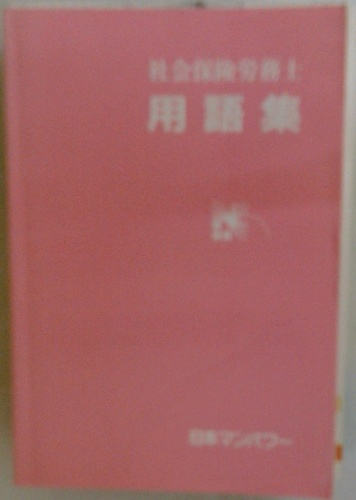 社会保険労務士
用語集
日本マンパワー